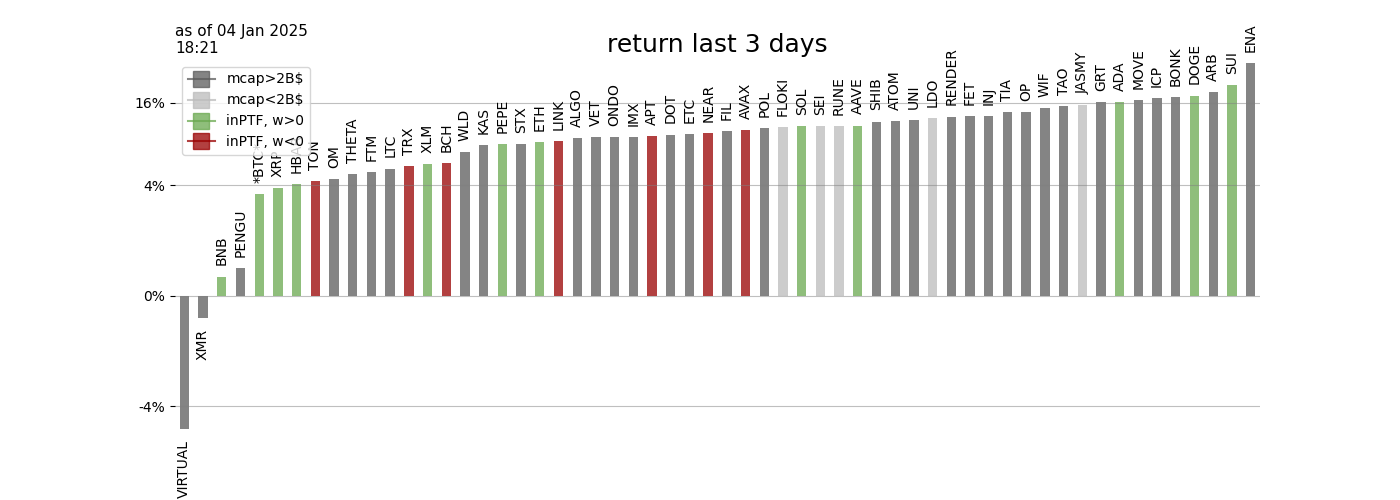 as of 04 Jan 2025
18:21
return last 3 days
mcap>2B$
mcap<2B$
inPTF, w>0
inPTF, w<0
16%
4%
0%
-4%
VIRTUAL
XMR
BNB
PENGU
*BTC*
XRP
HBAR
TON
OM
THETA
FTM
LTC
TRX
XLM
BCH
WLD
KAS
PEPE
STX
ETH
LINK
ALGO
VET
ONDO
IMX
APT
DOT
ETC
NEAR
FIL
AVAX
POL
FLOKI
SOL
SEI
RUNE
AAVE
SHIB
ATOM
UNI
LDO
RENDER
FET
INJ
TIA
OP
WIF
TAO
JASMY
GRT
ADA
MOVE
ICP
BONK
DOGE
ARB
SUI
ENA